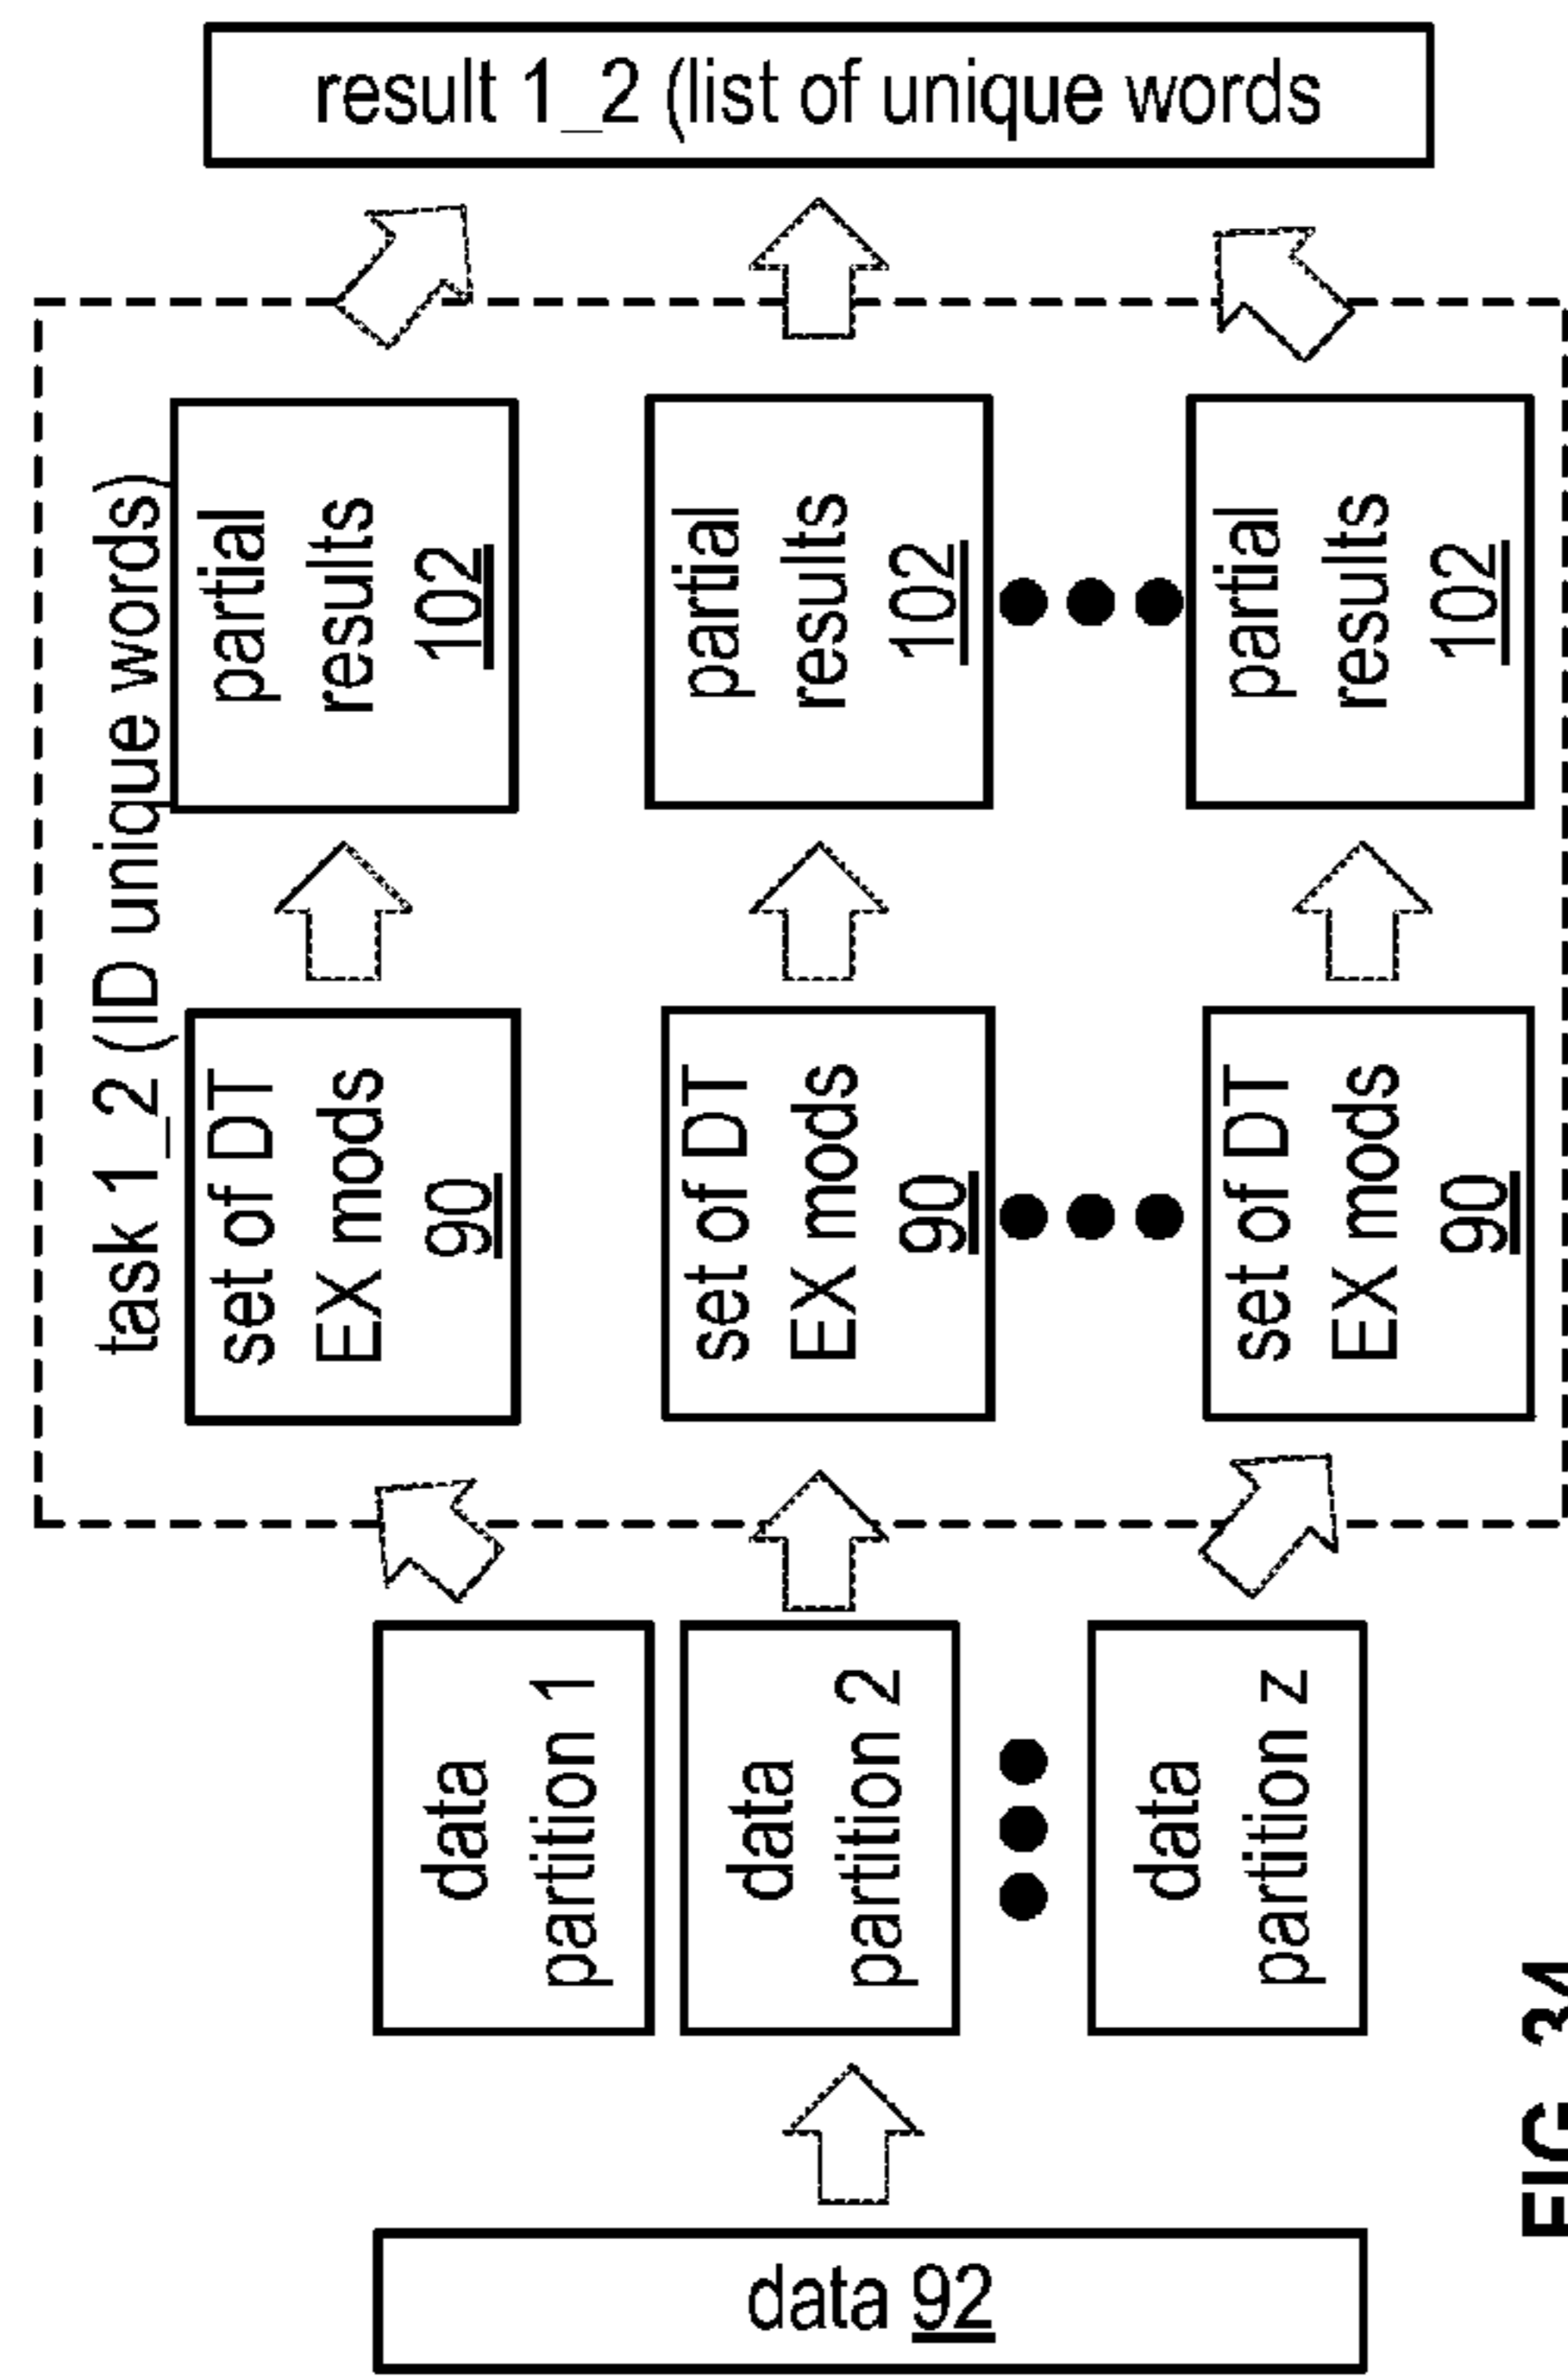 result 1_2 (list of unique words
task 1_2 (ID unique words)
data 92
data
partition 1
data
partition 2
data
partition z
set of DT
EX mods
90
set of DT
EX mods
90
set of DT
EX mods
90
partial
results
102
partial
results
102
partial
results
102
FIG. 34